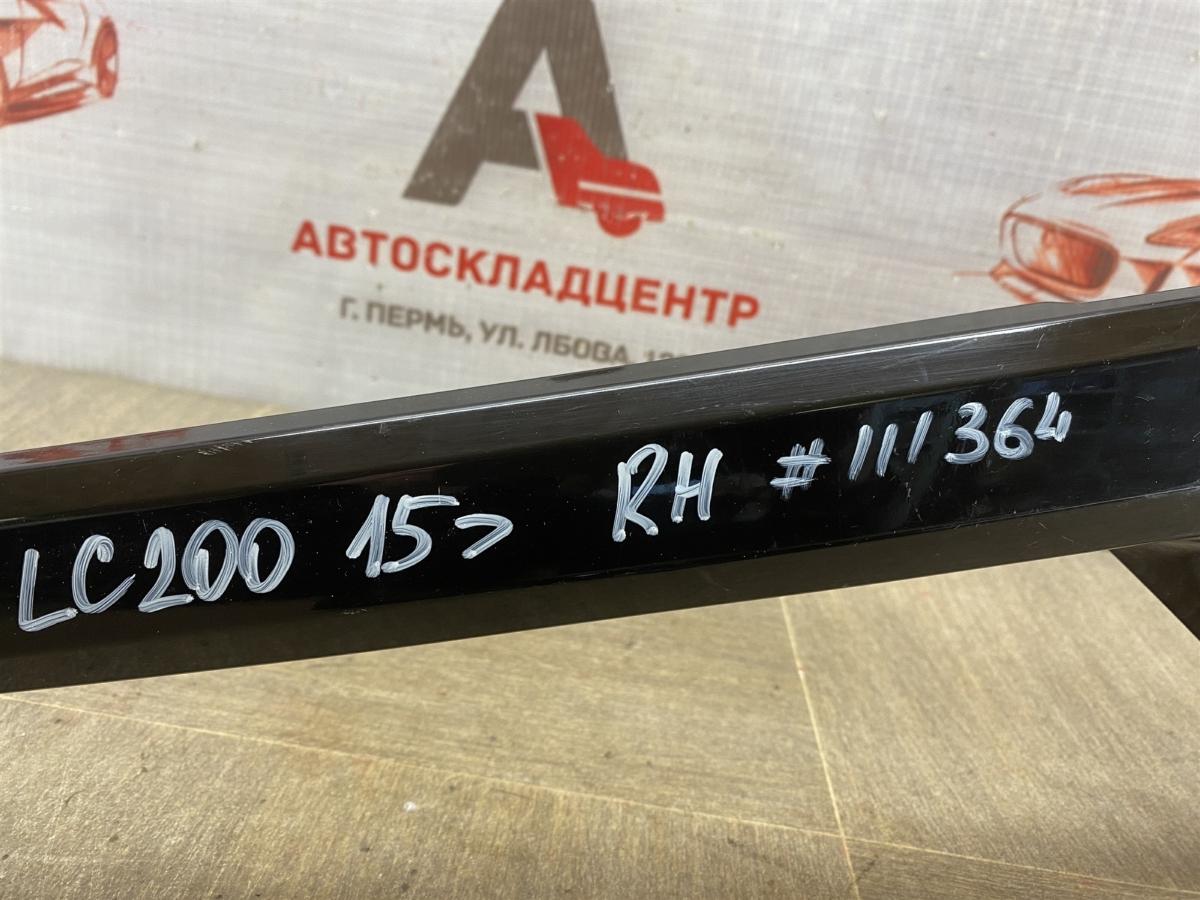 АВТОСКЛАДЦЕНТР
Г. ПЕРМЬ, УЛ. ЛБОВА
LC200 15> RH #111364